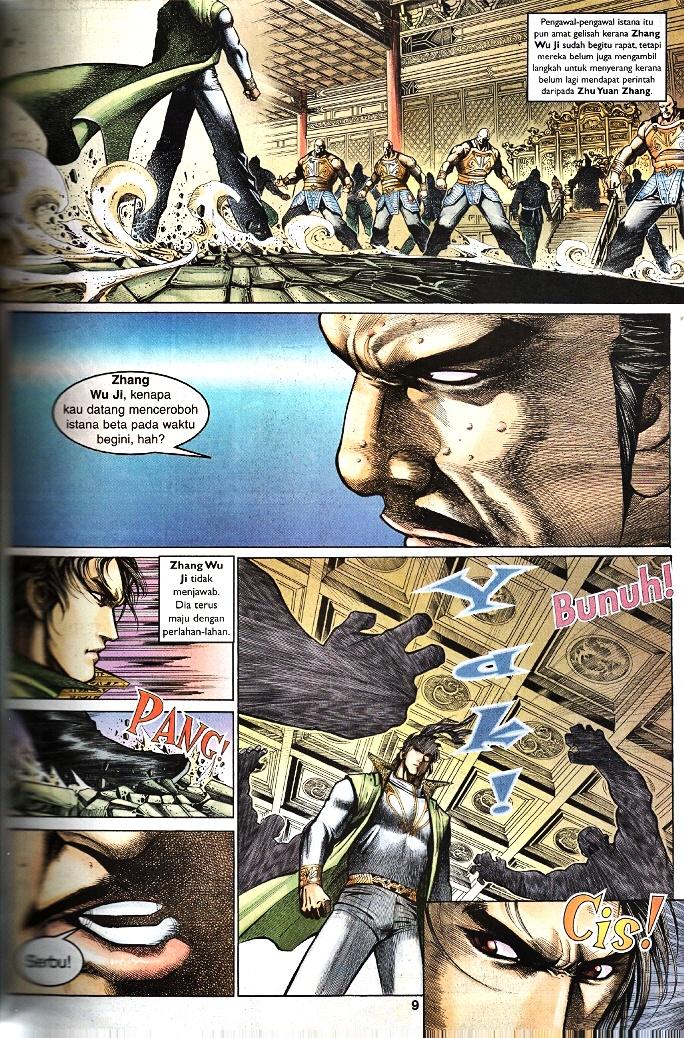 Pengawal-pengawal istana itu
pun amat gelisah kerana Zhang
Wu Ji sudah begitu rapat, tetapi
mereka belum juga mengambil
langkah untuk menyerang kerana
belum lagi mendapat perintah
daripada Zhu Yuan Zhang.
Zhang
Wu Ji, kenapa
kau datang menceroboh
istana beta pada waktu
begini, hah?
Zhang Wu
Ji tidak
menjawab.
Dia terus
maju dengan
perlahan-lahan.
PANG!
Serbu!
Yak!
Bunuh!
Cis!
9